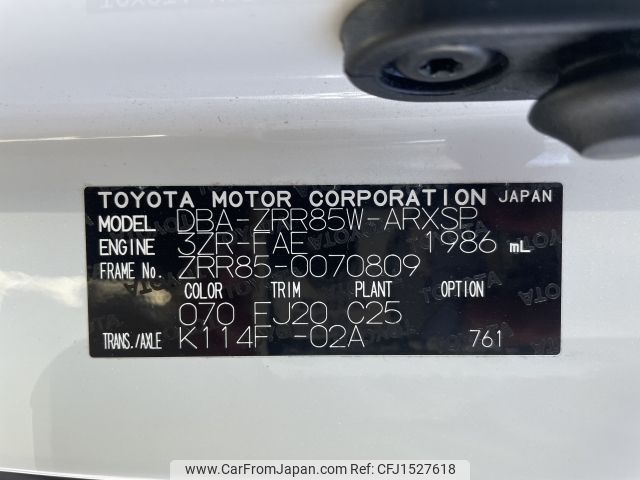 TOYOTA MOTOR CORPORATION JAPAN
MODEL DBA-ZRR85W-ARXSP
ENGINE 3ZR-FAE 1986 mL
FRAME No. ZRR85-0070809
COLOR TRIM PLANT OPTION
070 FJ20 C25
TRANS./AXLE K114F -02A 761
www.CarFromJapan.com - CFJ1527618